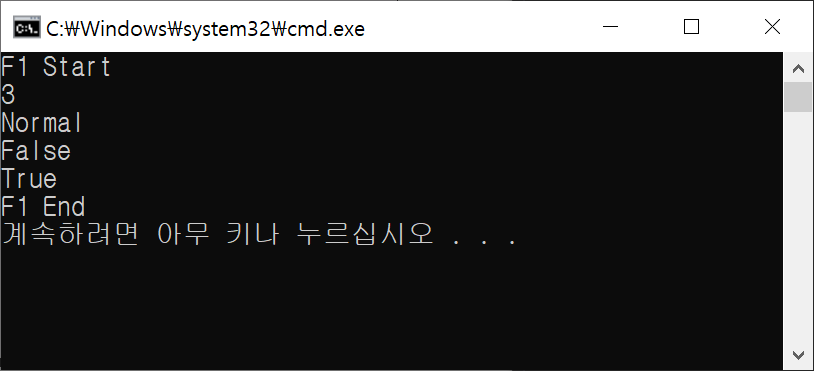 C:₩Windows₩system32₩cmd.exe
F1 Start
3
Normal
False
True
F1 End
계속하려면 아무 키나 누르십시오 . . .